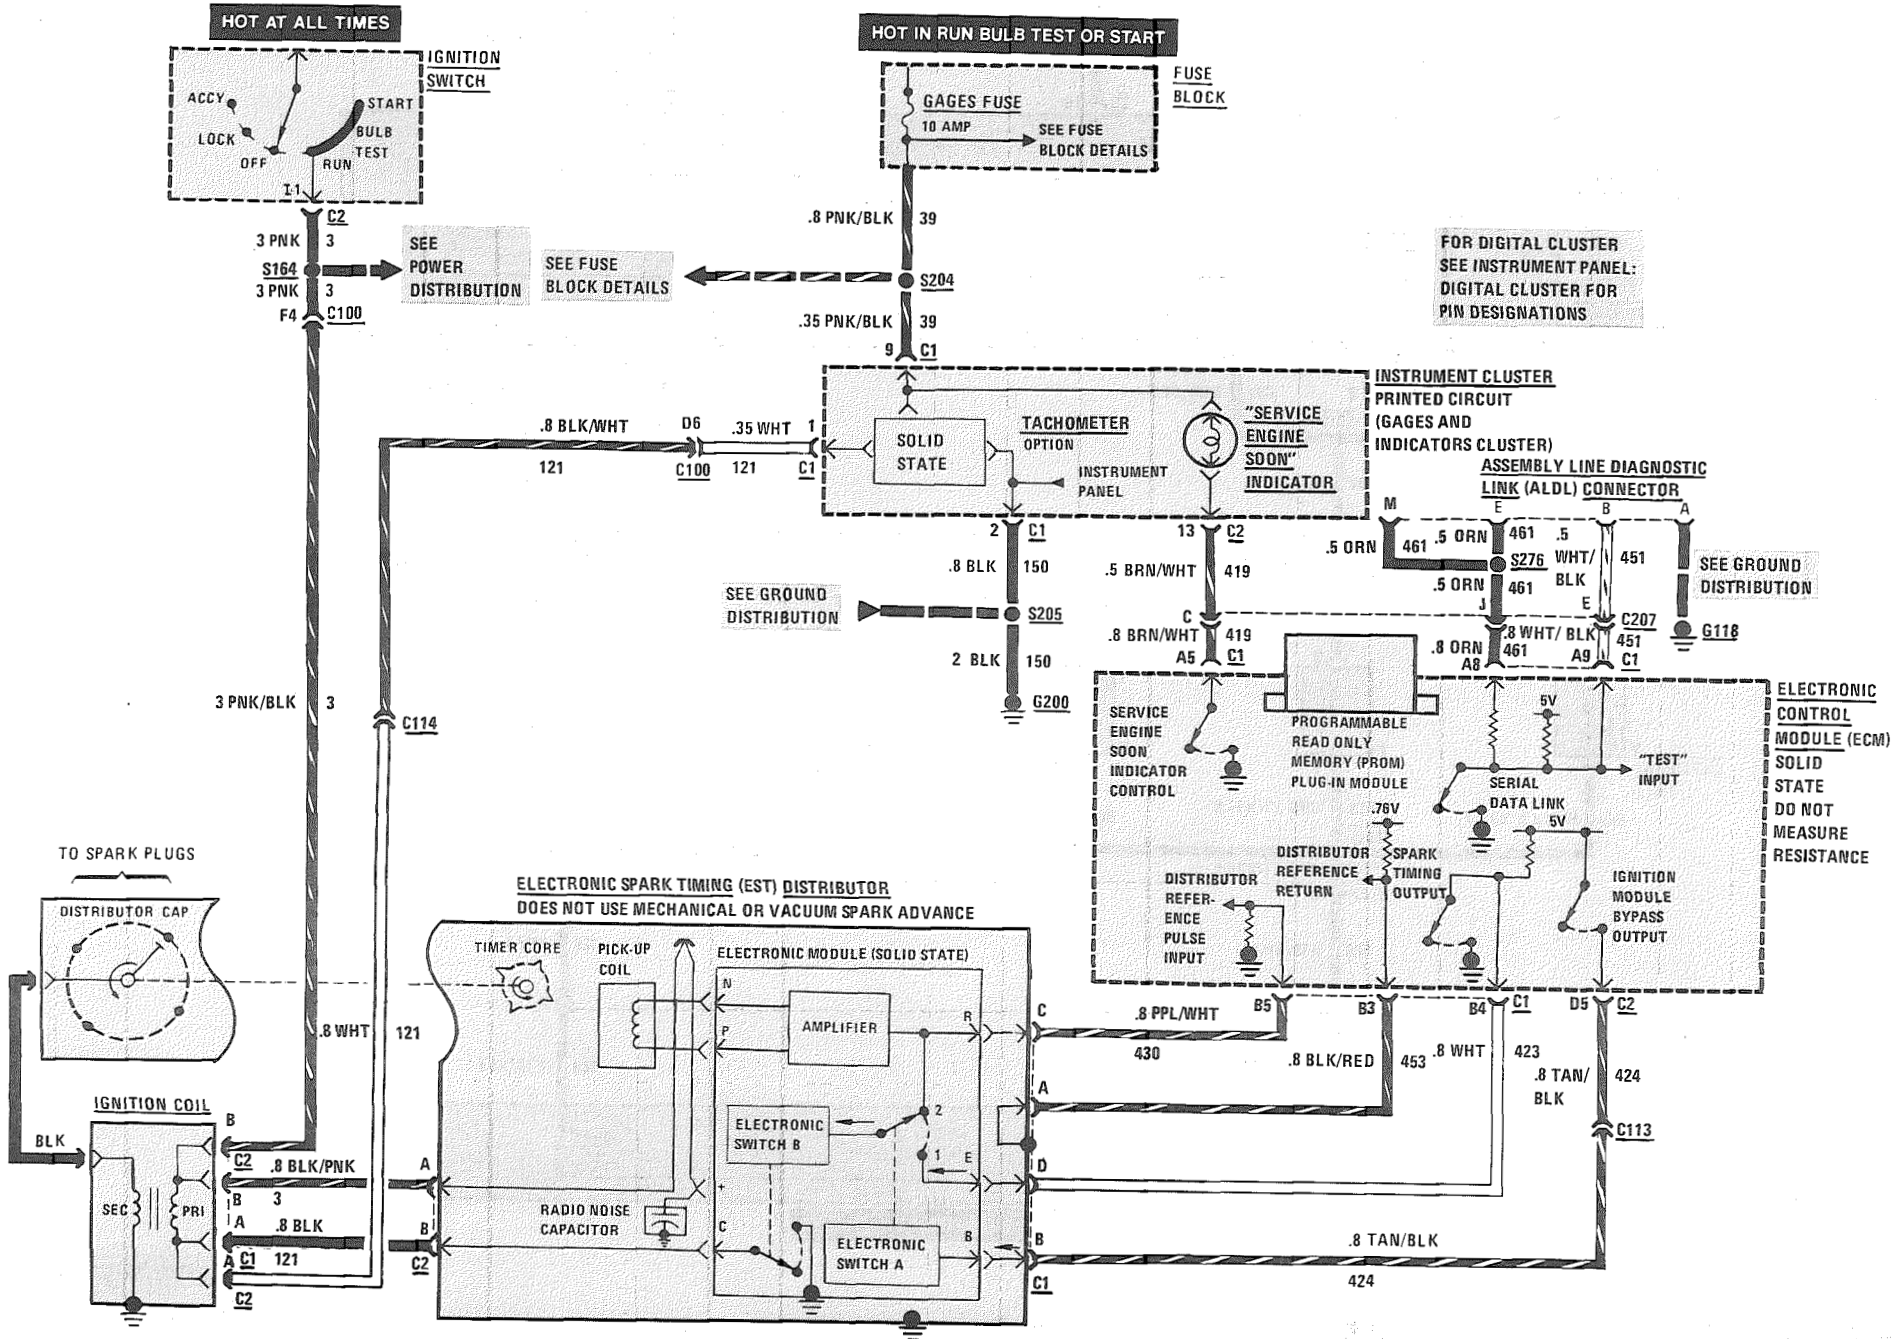 HOT AT ALL TIMES
IGNITION
SWITCH
ACCY
LOCK
OFF
RUN
BULB
TEST
START
I1
C2
3 PNK
3
S164
3 PNK
3
F4
C100
SEE
POWER
DISTRIBUTION
SEE FUSE
BLOCK DETAILS
HOT IN RUN BULB TEST OR START
FUSE
BLOCK
GAGES FUSE
10 AMP
SEE FUSE
BLOCK DETAILS
.8 PNK/BLK
39
S204
.35 PNK/BLK
39
9
C1
FOR DIGITAL CLUSTER
SEE INSTRUMENT PANEL:
DIGITAL CLUSTER FOR
PIN DESIGNATIONS
INSTRUMENT CLUSTER
PRINTED CIRCUIT
(GAGES AND
INDICATORS CLUSTER)
.8 BLK/WHT
121
D6
C100
.35 WHT
121
1
C1
SOLID
STATE
TACHOMETER
OPTION
INSTRUMENT
PANEL
"SERVICE
ENGINE
SOON"
INDICATOR
2
C1
13
C2
.8 BLK
150
SEE GROUND
DISTRIBUTION
S205
2 BLK
150
G200
.5 BRN/WHT
419
C
.8 BRN/WHT
419
A5
C1
ASSEMBLY LINE DIAGNOSTIC
LINK (ALDL) CONNECTOR
M
E
B
A
.5 ORN
461
.5 ORN
461
S276
.5 ORN
461
.5
WHT/
BLK
451
SEE GROUND
DISTRIBUTION
J
E
C207
G118
.8 ORN
461
.8 WHT/ BLK
451
A8
A9
C1
3 PNK/BLK
3
C114
ELECTRONIC
CONTROL
MODULE (ECM)
SOLID
STATE
DO NOT
MEASURE
RESISTANCE
SERVICE
ENGINE
SOON
INDICATOR
CONTROL
PROGRAMMABLE
READ ONLY
MEMORY (PROM)
PLUG-IN MODULE
5V
"TEST"
INPUT
SERIAL
DATA LINK
.76V
5V
DISTRIBUTOR
REFERENCE
RETURN
SPARK
TIMING
OUTPUT
DISTRIBUTOR
REFER-
ENCE
PULSE
INPUT
IGNITION
MODULE
BYPASS
OUTPUT
B5
B3
B4
C1
D5
C2
TO SPARK PLUGS
DISTRIBUTOR CAP
.8 WHT
121
ELECTRONIC SPARK TIMING (EST) DISTRIBUTOR
DOES NOT USE MECHANICAL OR VACUUM SPARK ADVANCE
TIMER CORE
PICK-UP
COIL
ELECTRONIC MODULE (SOLID STATE)
N
P
AMPLIFIER
R
C
.8 PPL/WHT
430
.8 BLK/RED
453
.8 WHT
423
.8 TAN/
BLK
424
C113
A
ELECTRONIC
SWITCH B
2
1
E
D
IGNITION COIL
BLK
B
C2
.8 BLK/PNK
3
B
A
.8 BLK
C1
121
A
C2
SEC
PRI
A
B
C2
RADIO NOISE
CAPACITOR
+
C
ELECTRONIC
SWITCH A
B
B
C1
.8 TAN/BLK
424